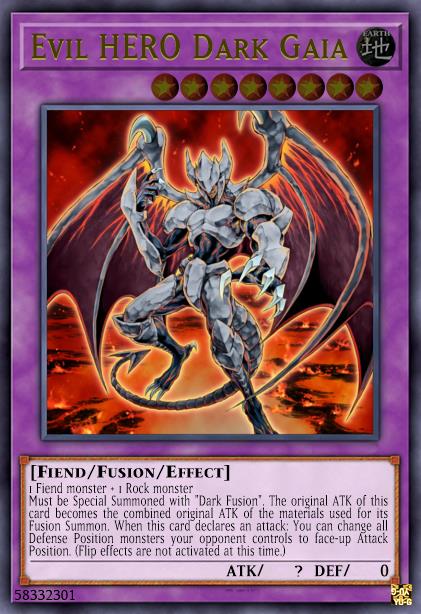 Evil HERO Dark Gaia
EARTH
地
[Fiend/Fusion/Effect]
1 Fiend monster + 1 Rock monster
Must be Special Summoned with "Dark Fusion". The original ATK of this
card becomes the combined original ATK of the materials used for its
Fusion Summon. When this card declares an attack: You can change all
Defense Position monsters your opponent controls to face-up Attack
Position. (Flip effects are not activated at this time.)
ATK/ ? DEF/ 0
58332301